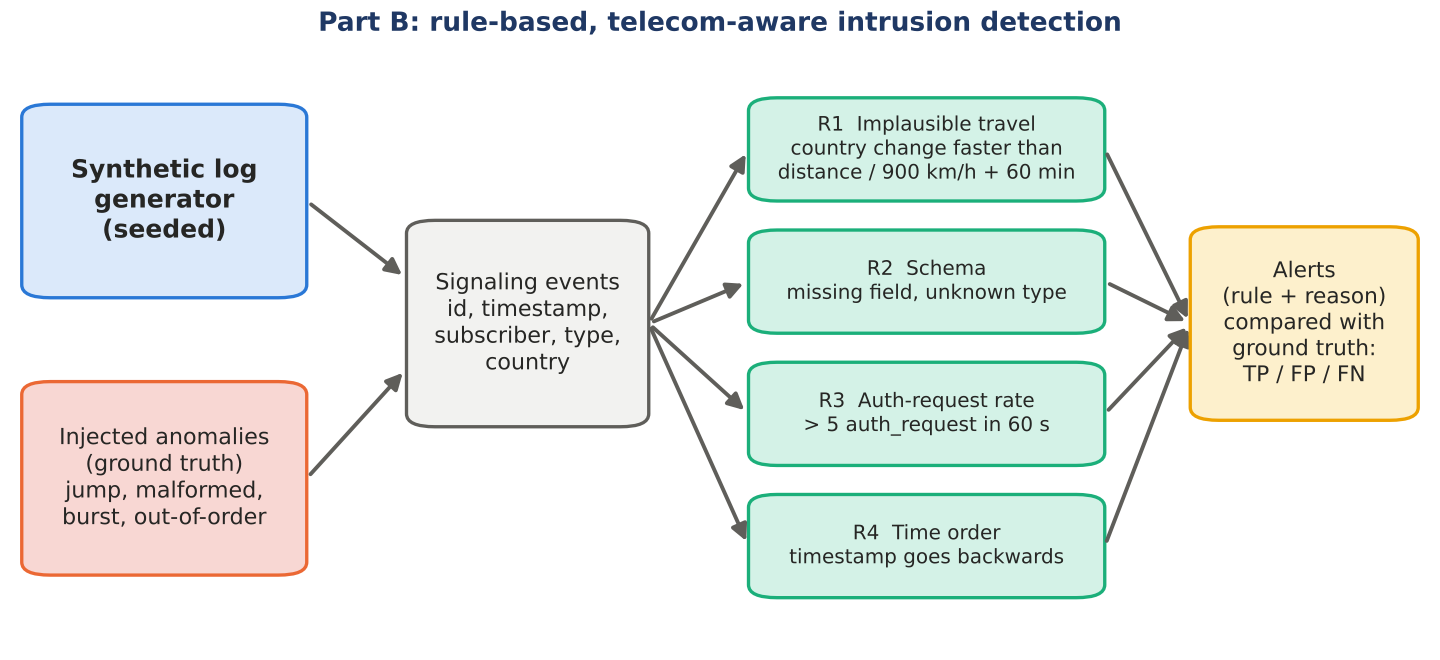 Part B: rule-based, telecom-aware intrusion detection
Synthetic log
generator
(seeded)
Injected anomalies
(ground truth)
jump, malformed,
burst, out-of-order
Signaling events
id, timestamp,
subscriber, type,
country
R1  Implausible travel
country change faster than
distance / 900 km/h + 60 min
R2  Schema
missing field, unknown type
R3  Auth-request rate
> 5 auth_request in 60 s
R4  Time order
timestamp goes backwards
Alerts
(rule + reason)
compared with
ground truth:
TP / FP / FN